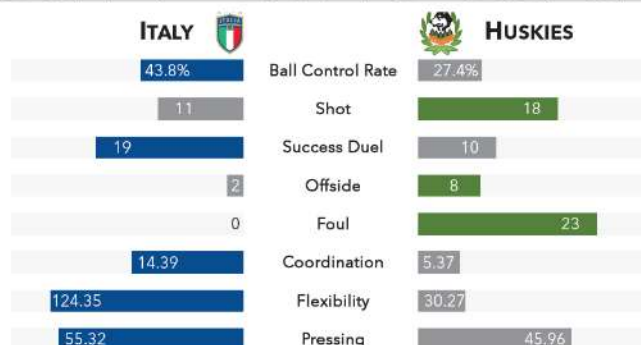 ITALY ITALIA HUSKIES
43.8% Ball Control Rate 27.4%
11 Shot 18
19 Success Duel 10
2 Offside 8
0 Foul 23
14.39 Coordination 5.37
124.35 Flexibility 30.27
55.32 Pressing 45.96